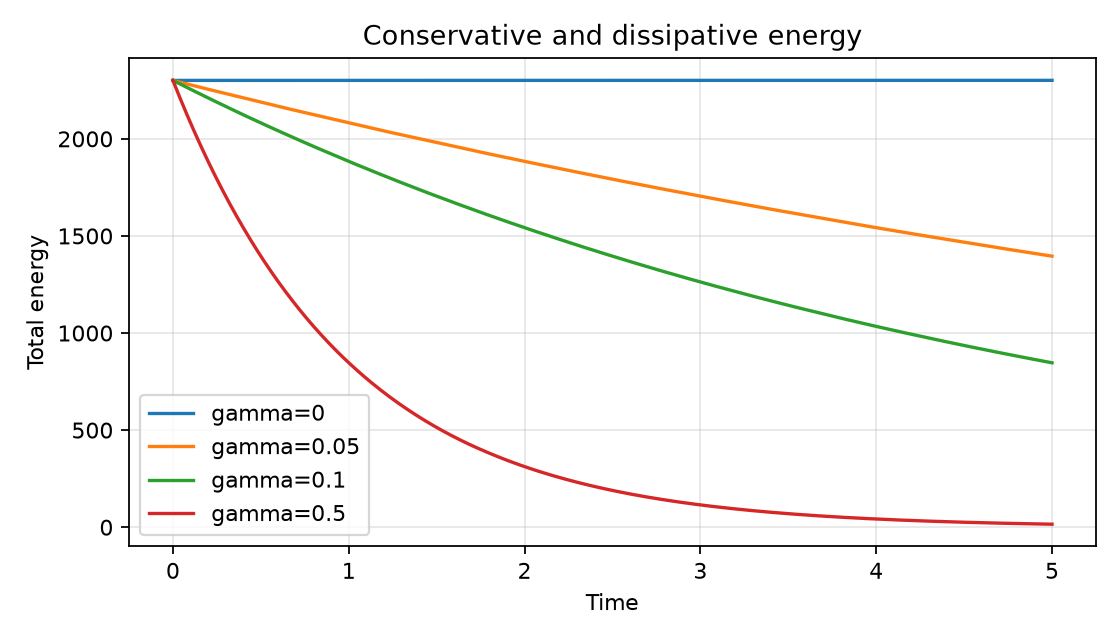 Conservative and dissipative energy
Total energy
2000
1500
1000
500
0
gamma=0
gamma=0.05
gamma=0.1
gamma=0.5
0 1 2 3 4 5
Time